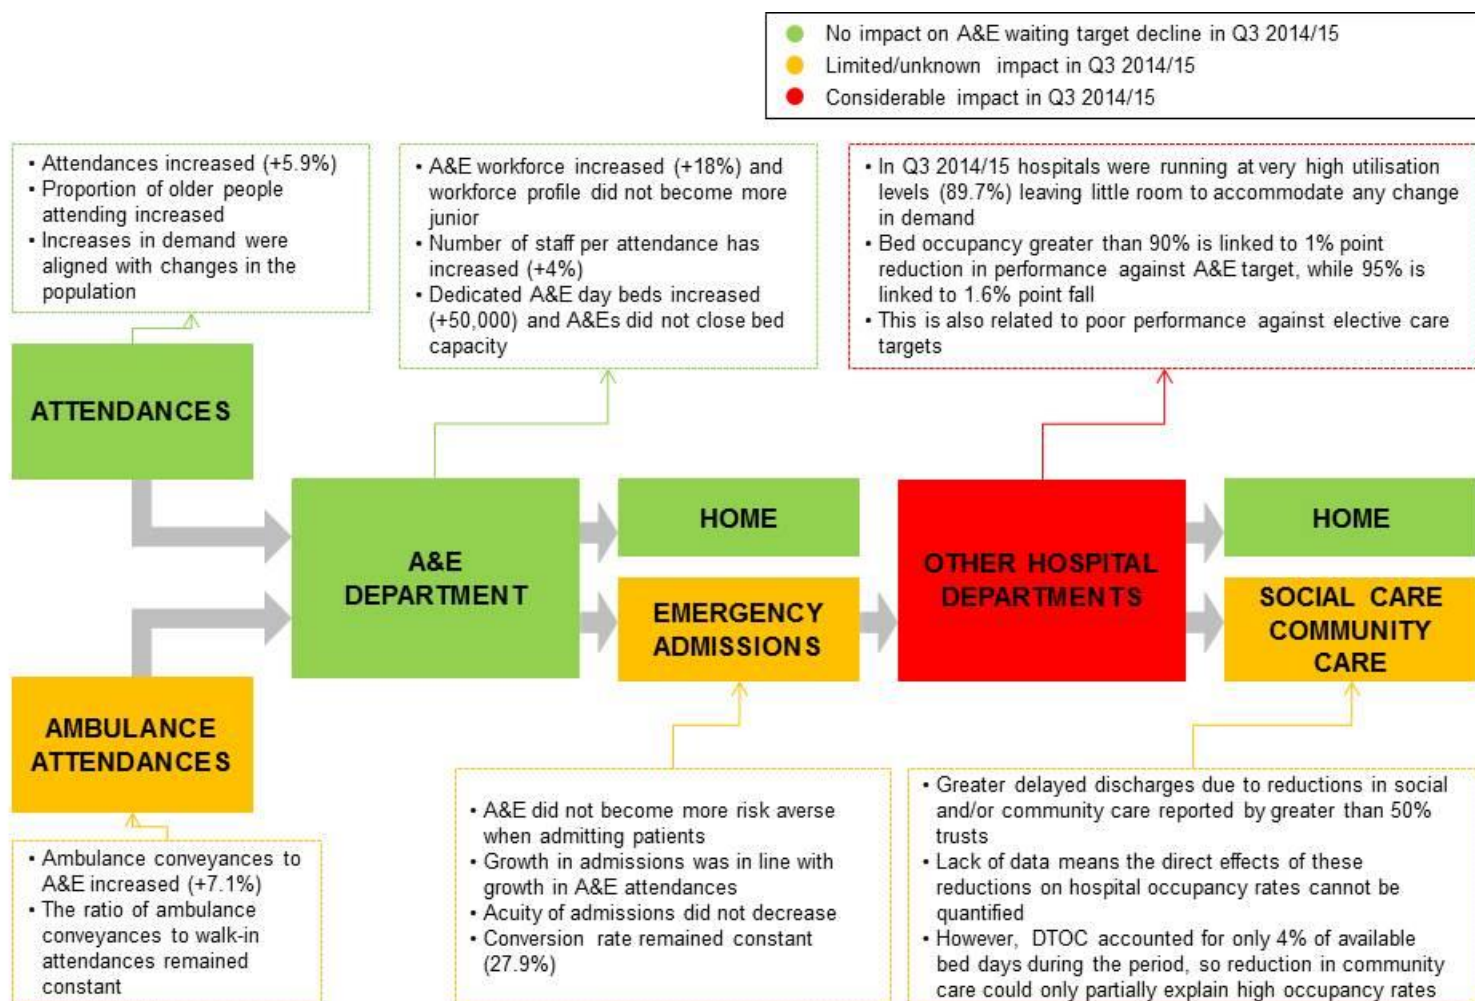 No impact on A&E waiting target decline in Q3 2014/15
Limited/unknown impact in Q3 2014/15
Considerable impact in Q3 2014/15
• Attendances increased (+5.9%)
• Proportion of older people
attending increased
• Increases in demand were
aligned with changes in the
population
• A&E workforce increased (+18%) and
workforce profile did not become more
junior
• Number of staff per attendance has
increased (+4%)
• Dedicated A&E day beds increased
(+50,000) and A&Es did not close bed
capacity
• In Q3 2014/15 hospitals were running at very high utilisation
levels (89.7%) leaving little room to accommodate any change
in demand
• Bed occupancy greater than 90% is linked to 1% point
reduction in performance against A&E target, while 95% is
linked to 1.6% point fall
• This is also related to poor performance against elective care
targets
ATTENDANCES
A&E
DEPARTMENT
HOME
EMERGENCY
ADMISSIONS
OTHER HOSPITAL
DEPARTMENTS
HOME
SOCIAL CARE
COMMUNITY
CARE
AMBULANCE
ATTENDANCES
• Ambulance conveyances to
A&E increased (+7.1%)
• The ratio of ambulance
conveyances to walk-in
attendances remained
constant
• A&E did not become more risk averse
when admitting patients
• Growth in admissions was in line with
growth in A&E attendances
• Acuity of admissions did not decrease
• Conversion rate remained constant
(27.9%)
• Greater delayed discharges due to reductions in social
and/or community care reported by greater than 50%
trusts
• Lack of data means the direct effects of these
reductions on hospital occupancy rates cannot be
quantified
• However, DTOC accounted for only 4% of available
bed days during the period, so reduction in community
care could only partially explain high occupancy rates